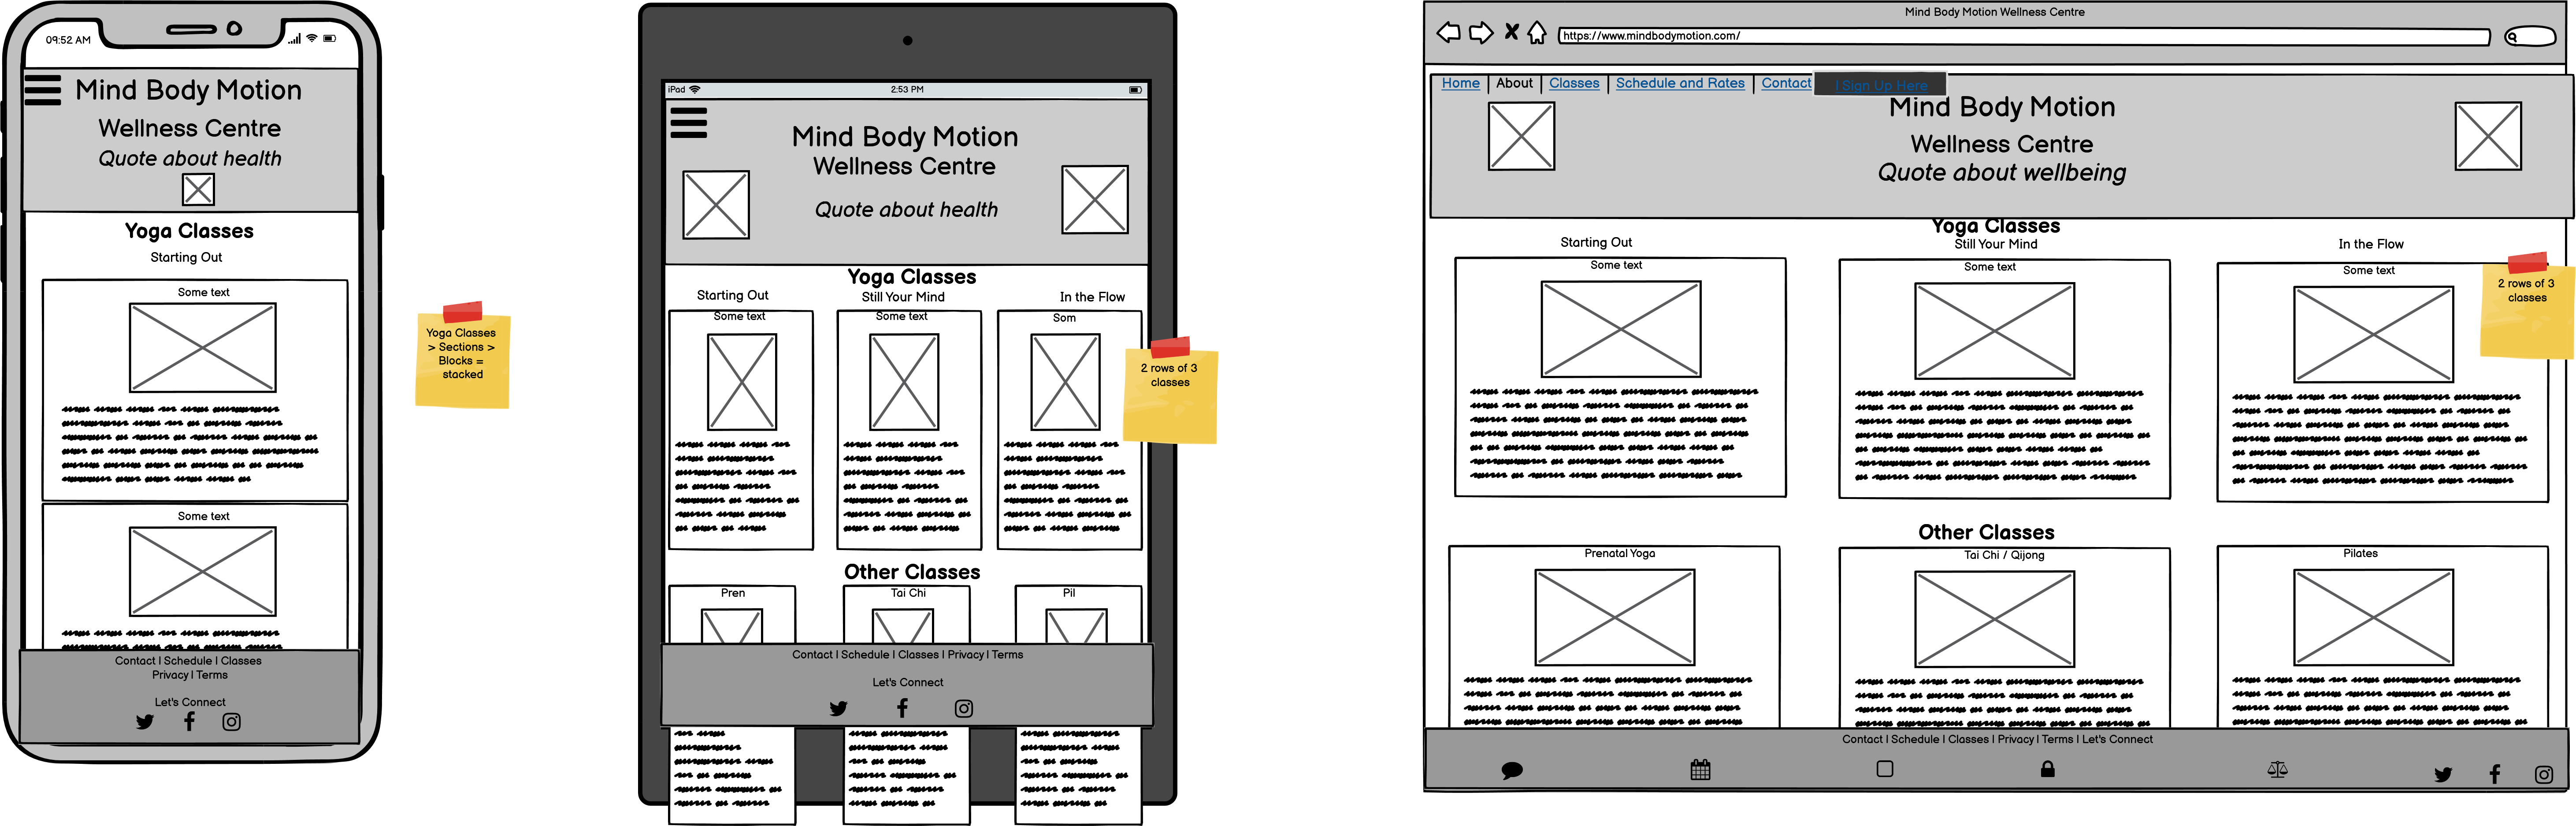 09:52 AM
Mind Body Motion
Wellness Centre
Quote about health
Yoga Classes
Starting Out
Some text
Some text
Contact | Schedule | Classes
Privacy | Terms
Let's Connect
Yoga Classes
> Sections >
Blocks =
stacked
iPad
2:53 PM
Mind Body Motion
Wellness Centre
Quote about health
Yoga Classes
Starting Out
Still Your Mind
In the Flow
Some text
Some text
Som
2 rows of 3
classes
Other Classes
Pren
Tai Chi
Pil
Contact | Schedule | Classes | Privacy | Terms
Let's Connect
Mind Body Motion Wellness Centre
https://www.mindbodymotion.com/
Home | About | Classes | Schedule and Rates | Contact | Sign Up Here
Mind Body Motion
Wellness Centre
Quote about wellbeing
Yoga Classes
Starting Out
Still Your Mind
In the Flow
Some text
Some text
Some text
2 rows of 3
classes
Other Classes
Prenatal Yoga
Tai Chi / Qijong
Pilates
Contact | Schedule | Classes | Privacy | Terms | Let's Connect